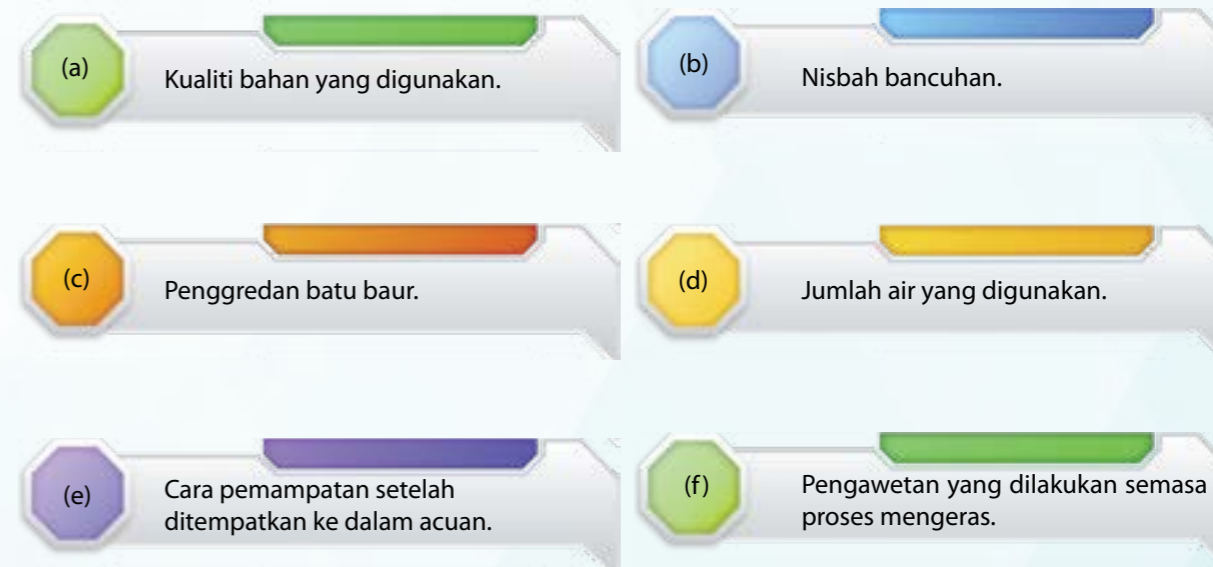 (a)
Kualiti bahan yang digunakan.
(b)
Nisbah bancuhan.
(c)
Penggredan batu baur.
(d)
Jumlah air yang digunakan.
(e)
Cara pemampatan setelah
ditempatkan ke dalam acuan.
(f)
Pengawetan yang dilakukan semasa
proses mengeras.